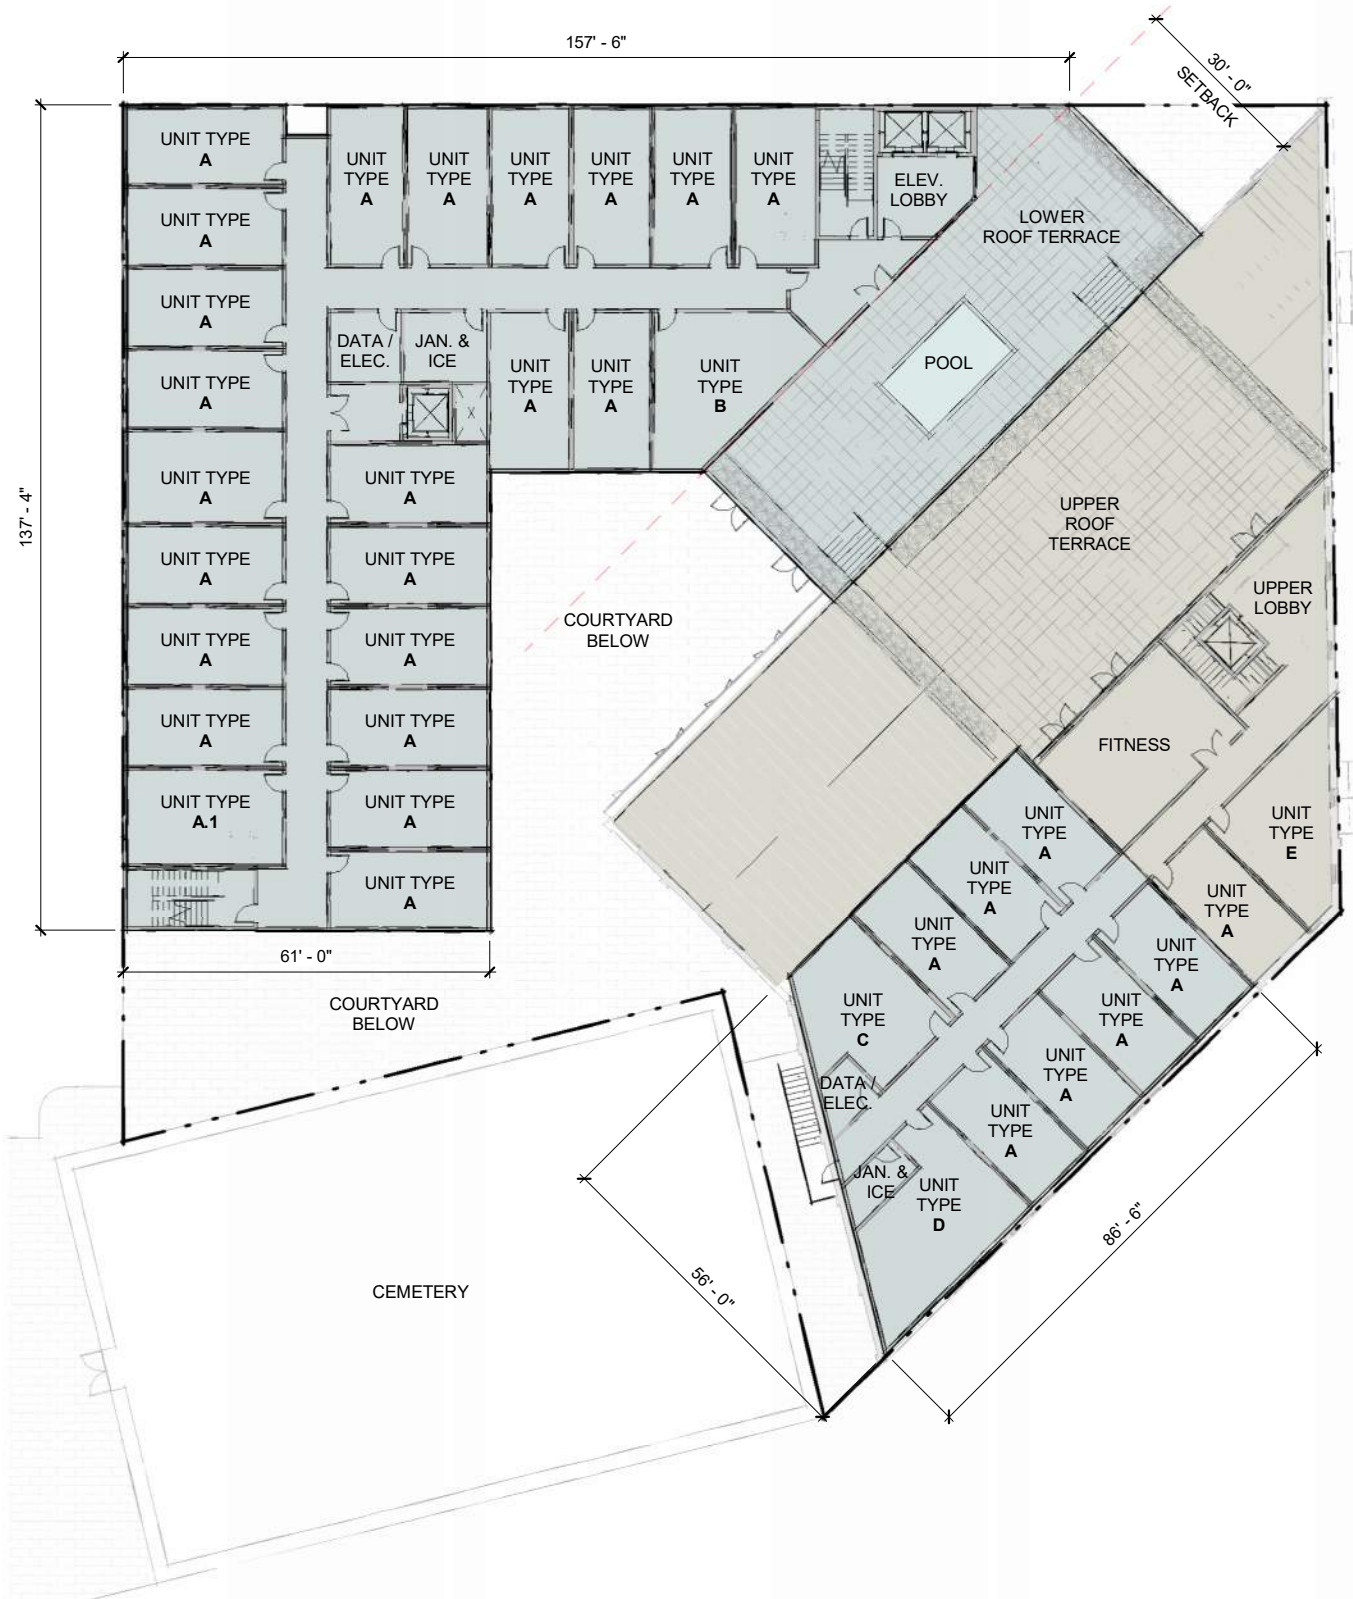 157' - 6"
30' - 0"
SETBACK
137' - 4"
UNIT TYPE
A
UNIT
TYPE
A
UNIT
TYPE
A
UNIT
TYPE
A
UNIT
TYPE
A
UNIT
TYPE
A
UNIT
TYPE
A
ELEV.
LOBBY
LOWER
ROOF TERRACE
UNIT TYPE
A
UNIT TYPE
A
UNIT TYPE
A
DATA /
ELEC.
JAN. &
ICE
UNIT
TYPE
A
UNIT
TYPE
A
UNIT
TYPE
B
POOL
UNIT TYPE
A
UNIT TYPE
A
UPPER
ROOF
TERRACE
UNIT TYPE
A
UNIT TYPE
A
UPPER
LOBBY
COURTYARD
BELOW
UNIT TYPE
A
UNIT TYPE
A
UNIT TYPE
A
UNIT TYPE
A
FITNESS
UNIT TYPE
A.1
UNIT TYPE
A
UNIT
TYPE
A
UNIT
TYPE
E
UNIT TYPE
A
UNIT
TYPE
A
UNIT
TYPE
A
UNIT
TYPE
A
UNIT
TYPE
A
61' - 0"
COURTYARD
BELOW
UNIT
TYPE
C
UNIT
TYPE
A
UNIT
TYPE
A
DATA /
ELEC.
UNIT
TYPE
A
JAN. &
ICE
UNIT
TYPE
D
86' - 6"
56' - 0"
CEMETERY